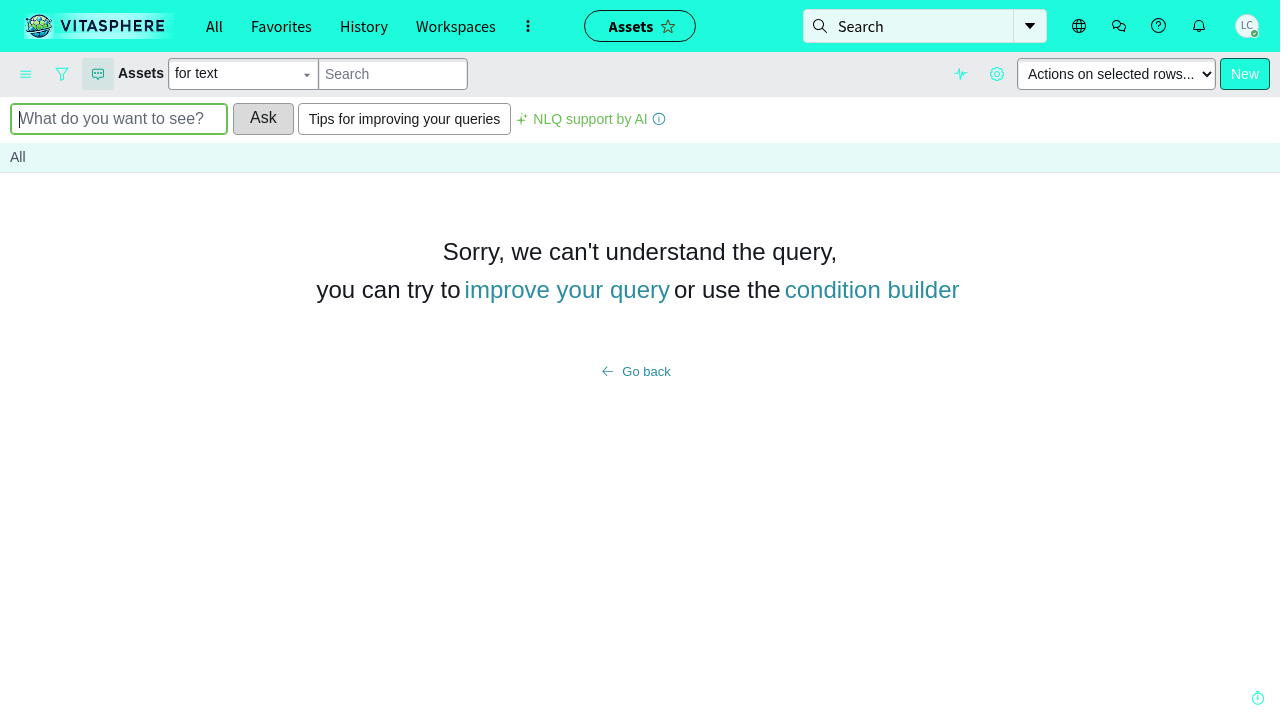 VITASPHERE
All Favorites History Workspaces Assets Search LC
Assets for text Search Actions on selected rows... New
What do you want to see? Ask Tips for improving your queries NLQ support by AI
All
Sorry, we can't understand the query,
you can try to improve your query or use the condition builder
Go back